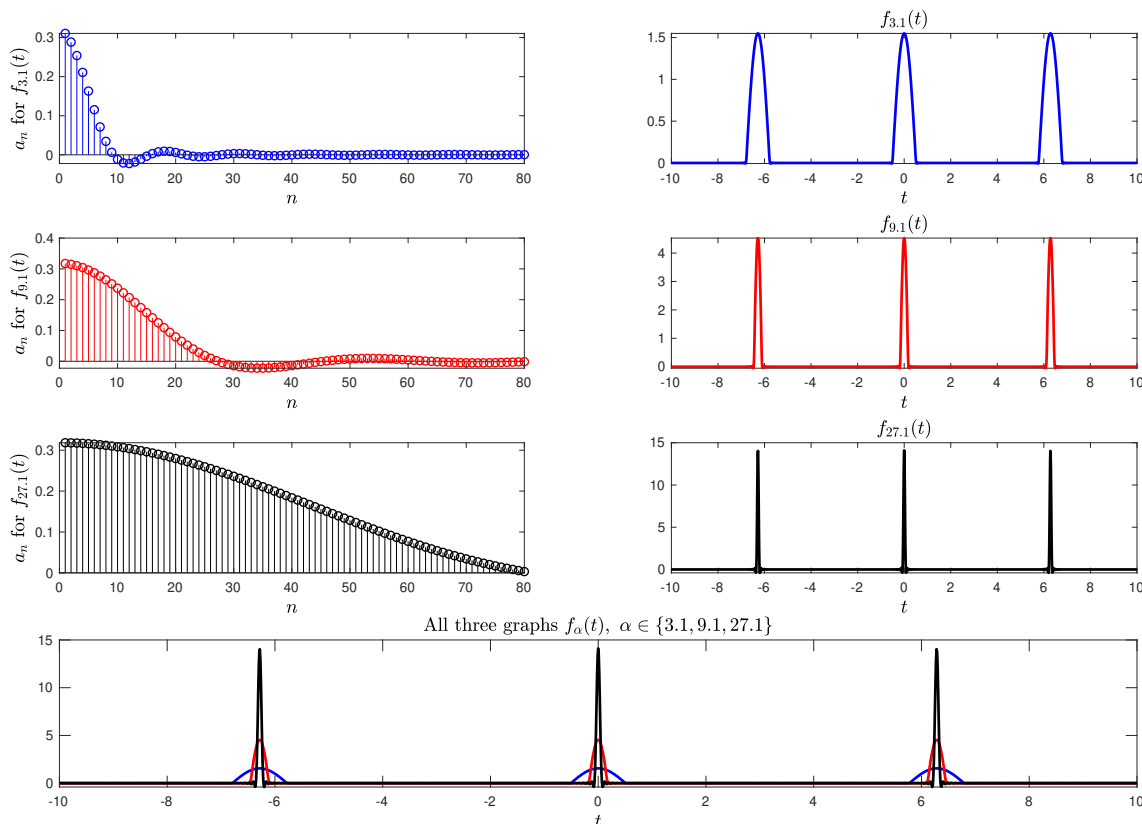 a_n for f_{3.1}(t)
0.3
0.2
0.1
0
0 10 20 30 40 50 60 70 80
n
f_{3.1}(t)
1.5
1
0.5
0
-10 -8 -6 -4 -2 0 2 4 6 8 10
t
a_n for f_{9.1}(t)
0.4
0.3
0.2
0.1
0
0 10 20 30 40 50 60 70 80
n
f_{9.1}(t)
4
3
2
1
0
-10 -8 -6 -4 -2 0 2 4 6 8 10
t
a_n for f_{27.1}(t)
0.3
0.2
0.1
0
0 10 20 30 40 50 60 70 80
n
f_{27.1}(t)
15
10
5
0
-10 -8 -6 -4 -2 0 2 4 6 8 10
t
All three graphs f_α(t), α ∈ {3.1, 9.1, 27.1}
15
10
5
0
-10 -8 -6 -4 -2 0 2 4 6 8 10
t